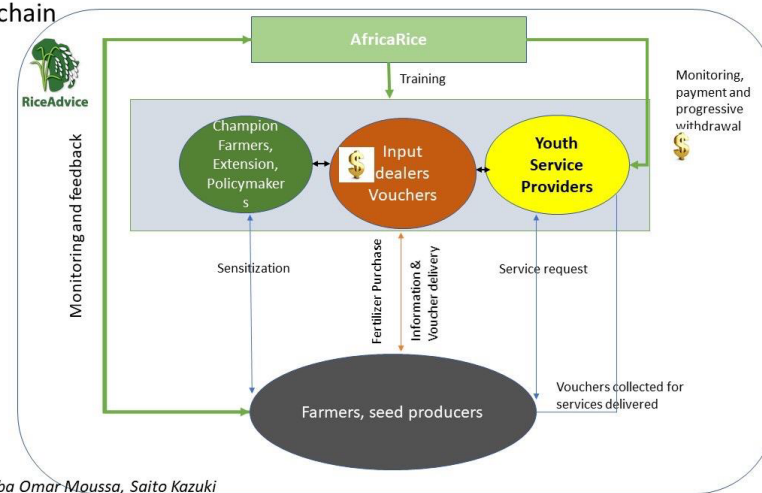 chain
AfricaRice
RiceAdvice
Training
Monitoring,
payment and
progressive
withdrawal
Champion
Farmers,
Extension,
Policymaker
s
Input
dealers
Vouchers
Youth
Service
Providers
Monitoring and feedback
Sensitization
Fertilizer Purchase
Information &
Voucher delivery
Service request
Farmers, seed producers
Vouchers collected for
services delivered
Omar Moussa, Saito Kazuki